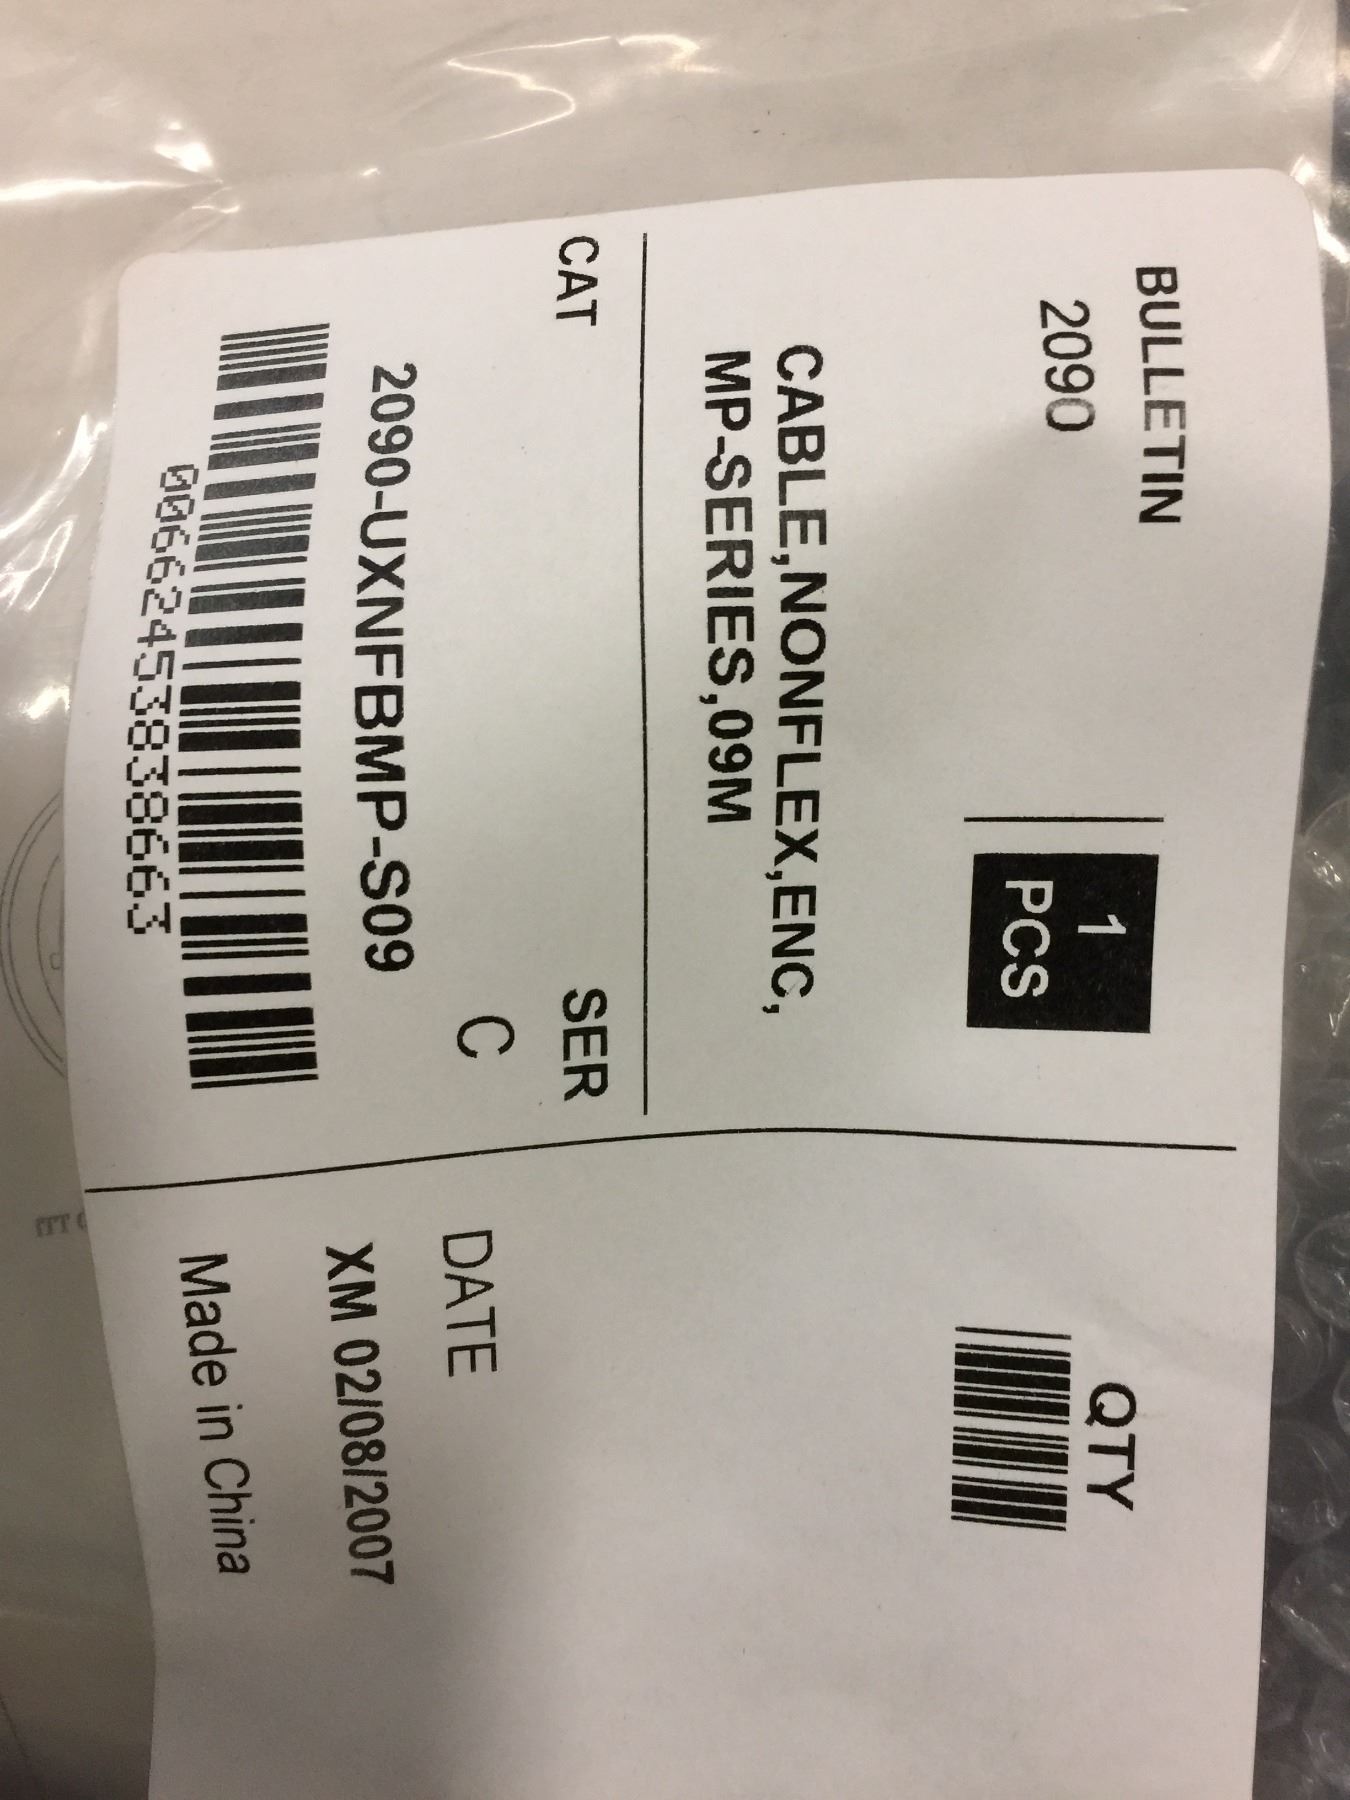 BULLETIN
2090
1
PCS
CABLE,NONFLEX,ENC,
MP-SERIES,09M
CAT
SER
C
2090-UXNFBMP-S09
00662453838663
QTY
DATE
XM 02/08/2007
Made in China